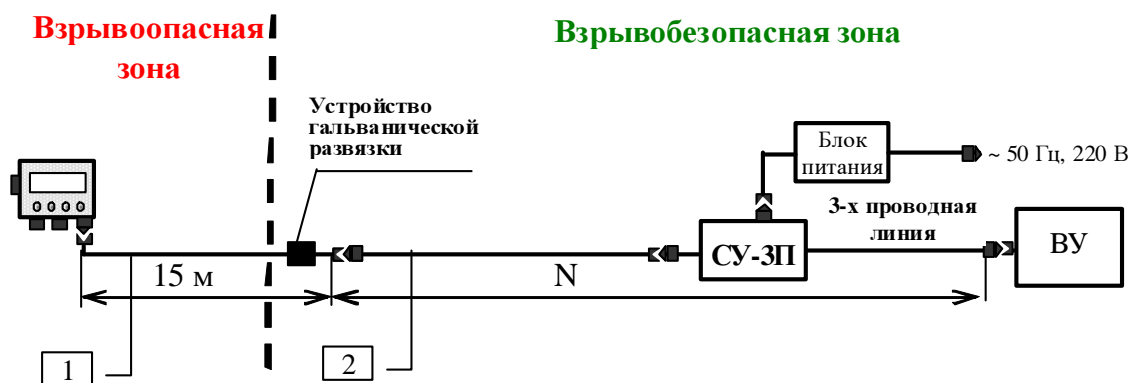 Взрывоопасная
зона
Взрывобезопасная зона
Устройство
гальванической
развязки
Блок
питания
~ 50 Гц, 220 В
3-х проводная
линия
СУ-3П
ВУ
15 м
N
1
2